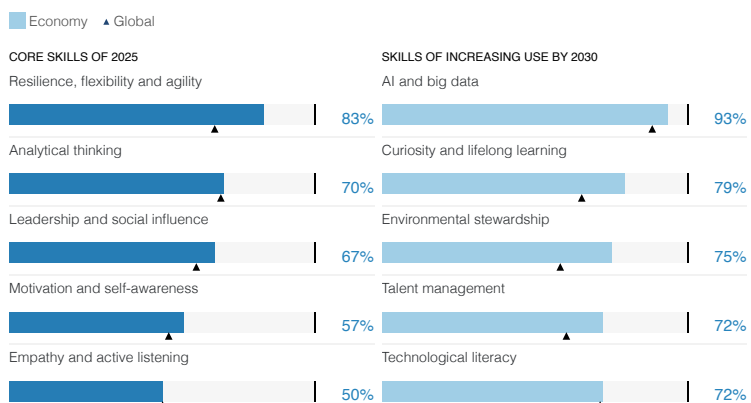 Economy Global
CORE SKILLS OF 2025
Resilience, flexibility and agility
83%
Analytical thinking
70%
Leadership and social influence
67%
Motivation and self-awareness
57%
Empathy and active listening
50%
SKILLS OF INCREASING USE BY 2030
AI and big data
93%
Curiosity and lifelong learning
79%
Environmental stewardship
75%
Talent management
72%
Technological literacy
72%